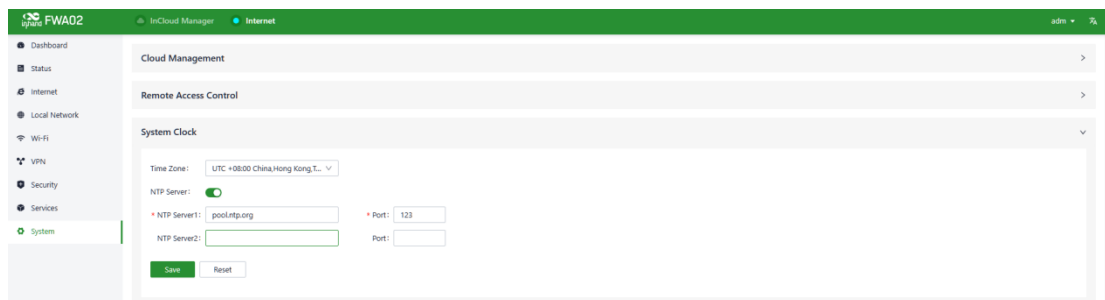 inhand FWA02 InCloud Manager Internet adm
Dashboard
Status
Internet
Local Network
Wi-Fi
VPN
Security
Services
System
Cloud Management
Remote Access Control
System Clock
Time Zone: UTC +08:00 China,Hong Kong,T...
NTP Server:
* NTP Server1: pool.ntp.org * Port: 123
NTP Server2: Port:
Save Reset